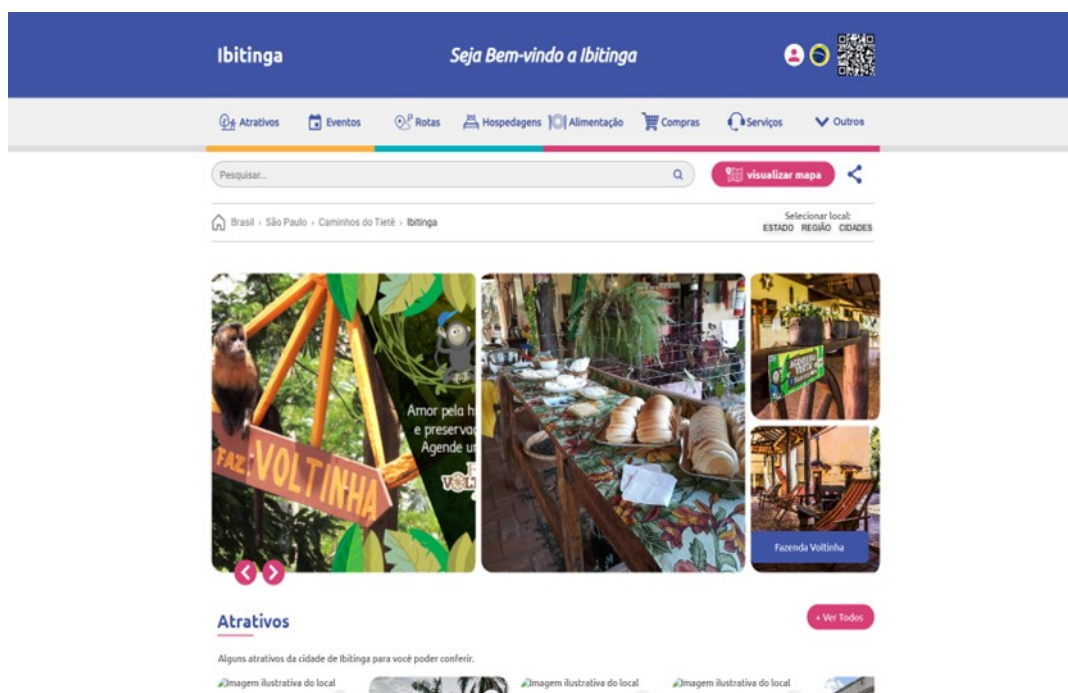 Ibitinga
Seja Bem-vindo a Ibitinga
Atrativos
Eventos
Rotas
Hospedagens
Alimentação
Compras
Serviços
Outros
Pesquisar...
visualizar mapa
Brasil › São Paulo › Caminhos do Tietê › Ibitinga
Selecionar local:
ESTADO REGIÃO CIDADES
FAZ. VOLTINHA
Amor pela h
e preservaç
Agende u
Fazenda Voltinha
Atrativos
+ Ver Todos
Alguns atrativos da cidade de Ibitinga para você poder conferir.
Imagem ilustrativa do local
Imagem ilustrativa do local
Imagem ilustrativa do local